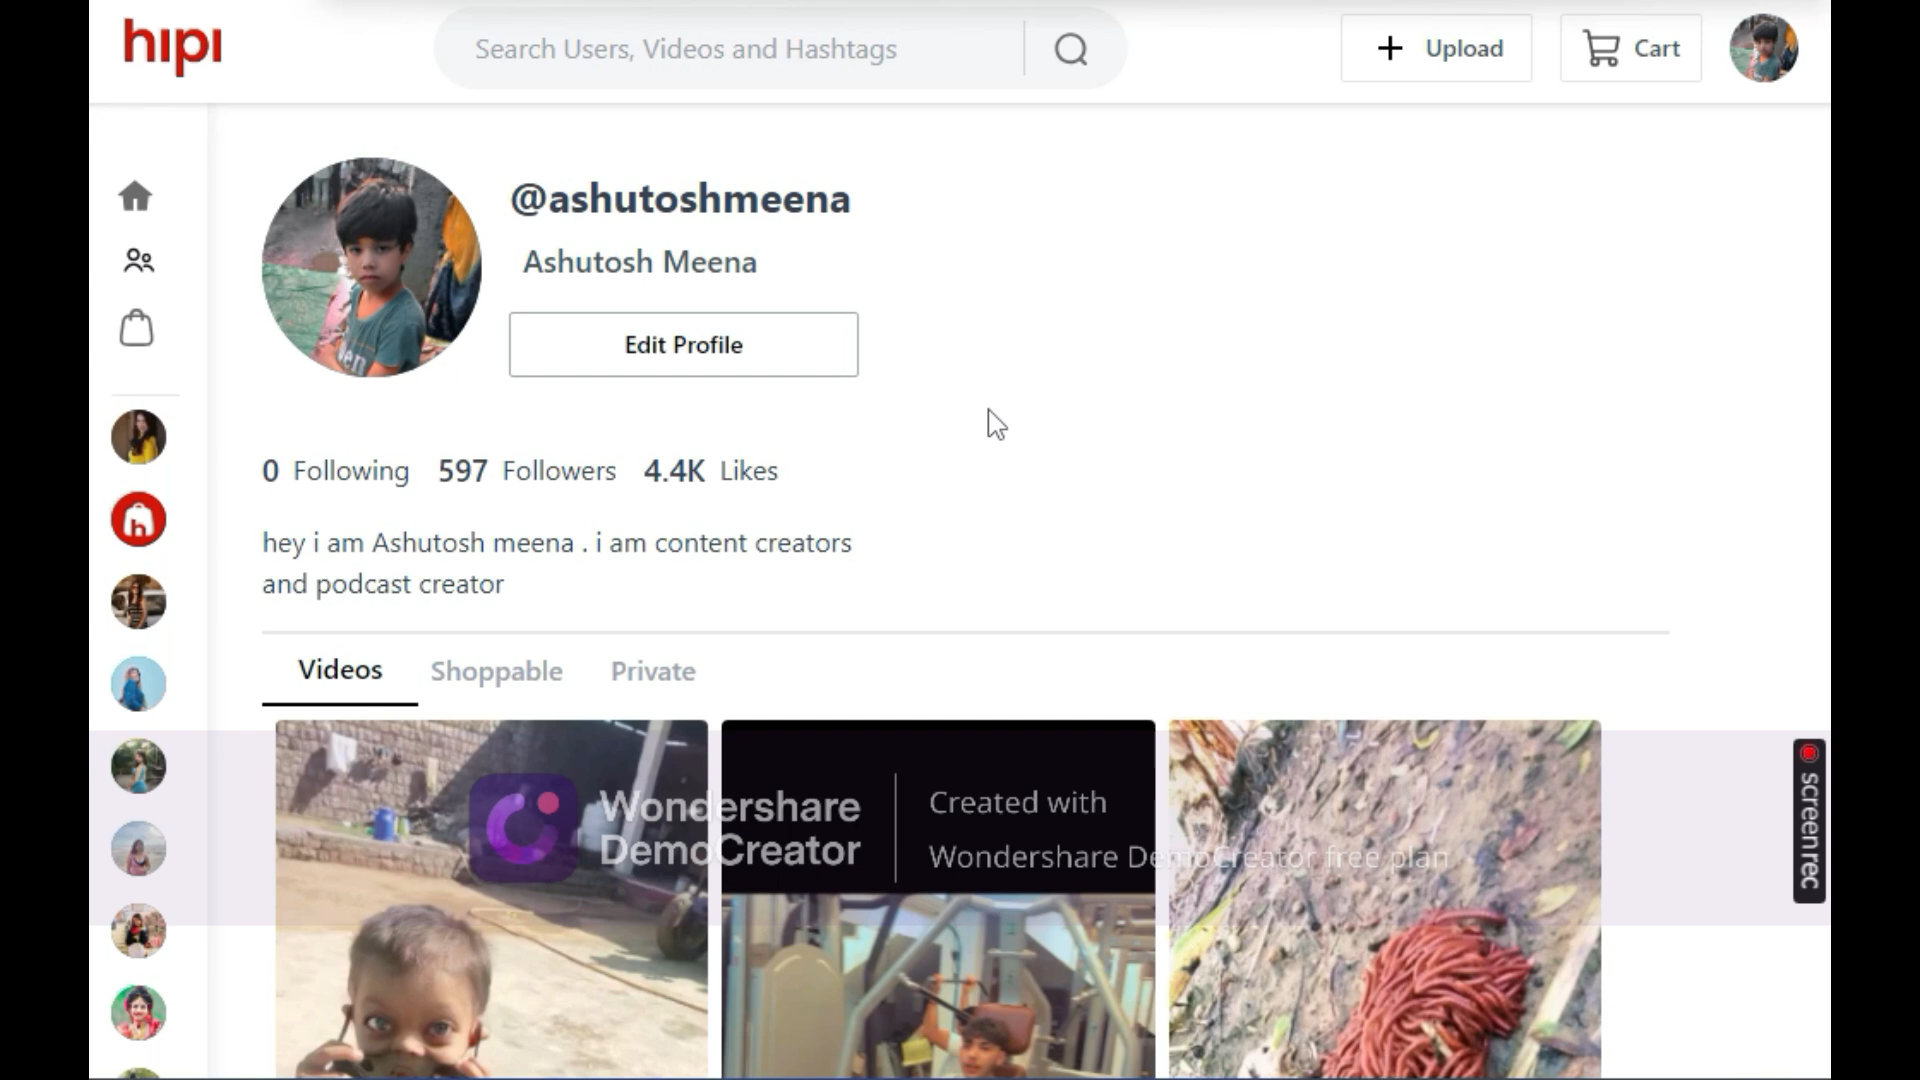 hipi
Search Users, Videos and Hashtags
Upload
Cart
@ashutoshmeena
Ashutosh Meena
Edit Profile
0 Following 597 Followers 4.4K Likes
hey i am Ashutosh meena . i am content creators
and podcast creator
Videos Shoppable Private
Wondershare
DemoCreator
Created with
Wondershare DemoCreator free plan
screenrec